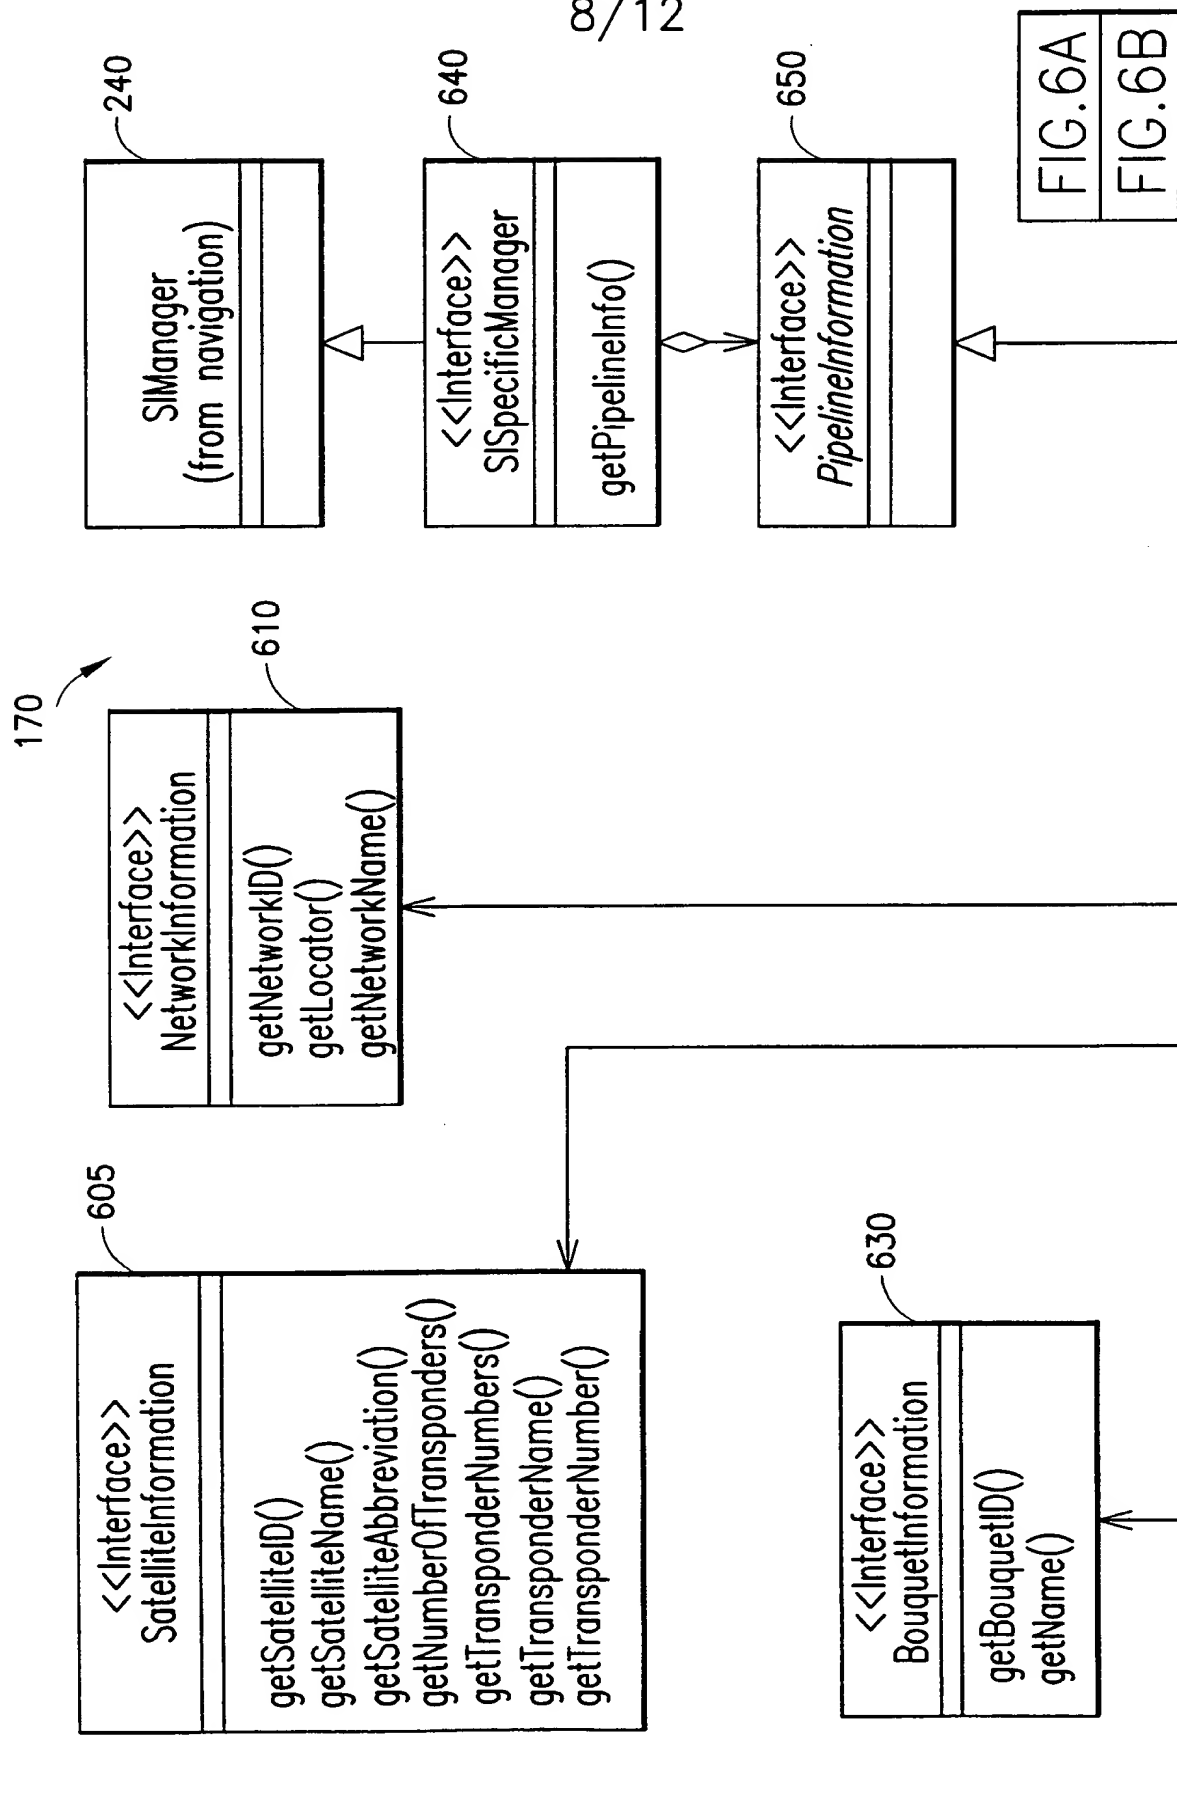 8/12
170
<<Interface>>
SatelliteInformation
getSatelliteID()
getSatelliteName()
getSatelliteAbbreviation()
getNumberOfTransponders()
getTransponderNumbers()
getTransponderName()
getTransponderNumber()
605
<<Interface>>
NetworkInformation
getNetworkID()
getLocator()
getNetworkName()
610
SIManager
(from navigation)
240
<<Interface>>
SISpecificManager
getPipelineInfo()
640
<<Interface>>
PipelineInformation
650
<<Interface>>
BouquetInformation
getBouquetID()
getName()
630
FIG.6A
FIG.6B